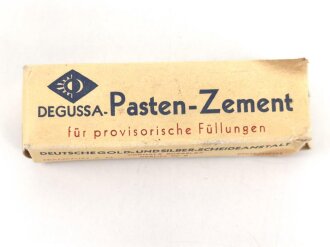 DEGUSSA-Pasten-Zement
für provisorische Füllungen
DEUTSCHE GOLD-UND SILBER-SCHEIDEANSTALT